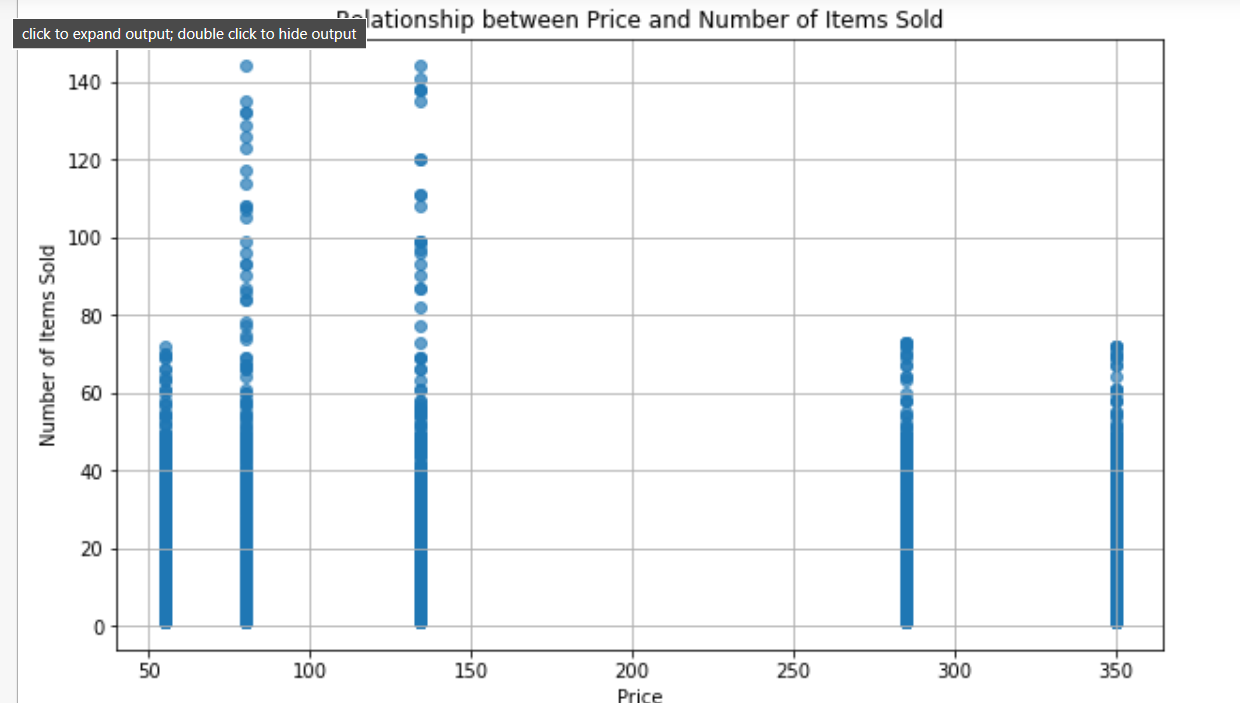 Relationship between Price and Number of Items Sold
click to expand output; double click to hide output
140
120
100
80
60
40
20
0
Number of Items Sold
50 100 150 200 250 300 350
Price